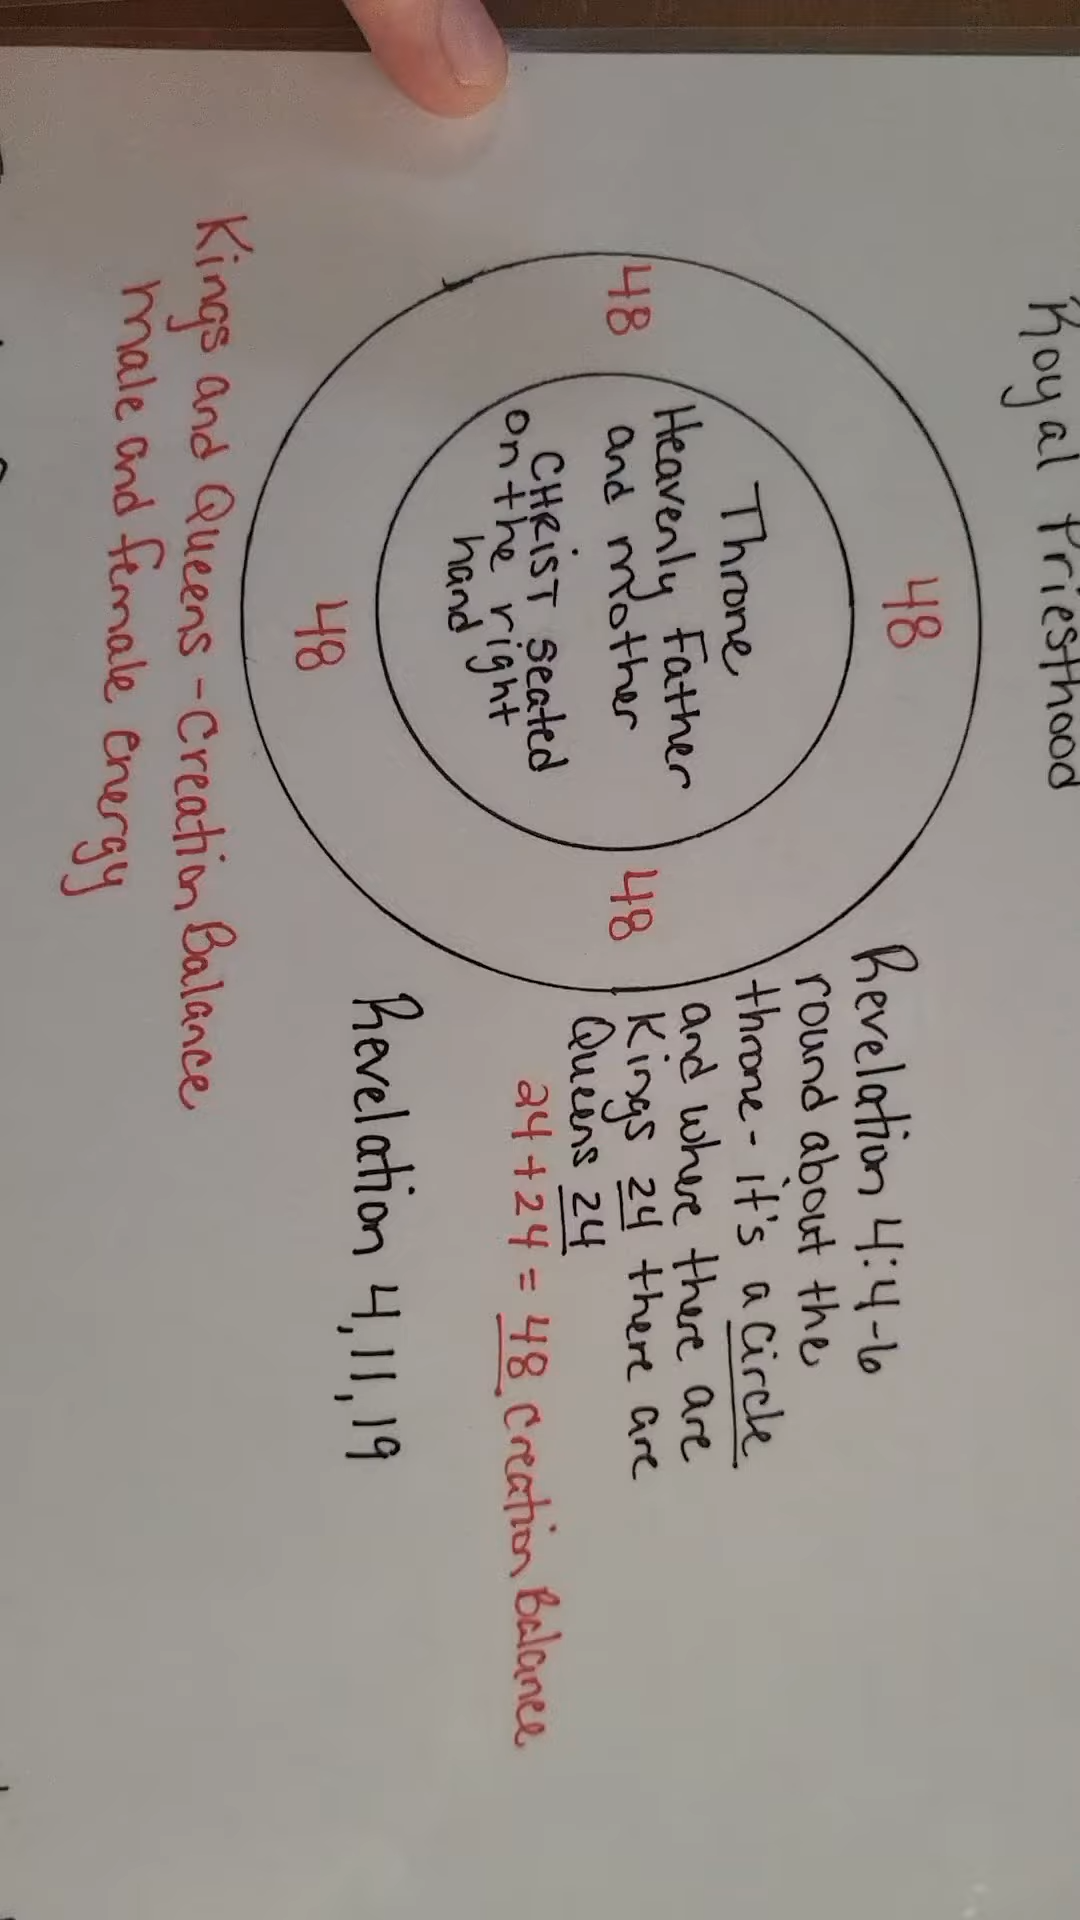 Royal Priesthood
48
48
48
48
Throne
Heavenly Father
and mother
CHRIST seated
on the right
hand
Revelation 4:4-6
round about the
throne - it's a Circle
and where there are
Kings 24 there are
Queens 24
24 + 24 = 48 Creation Balance
Revelation 4, 11, 19
Kings and Queens - Creation Balance
male and female energy